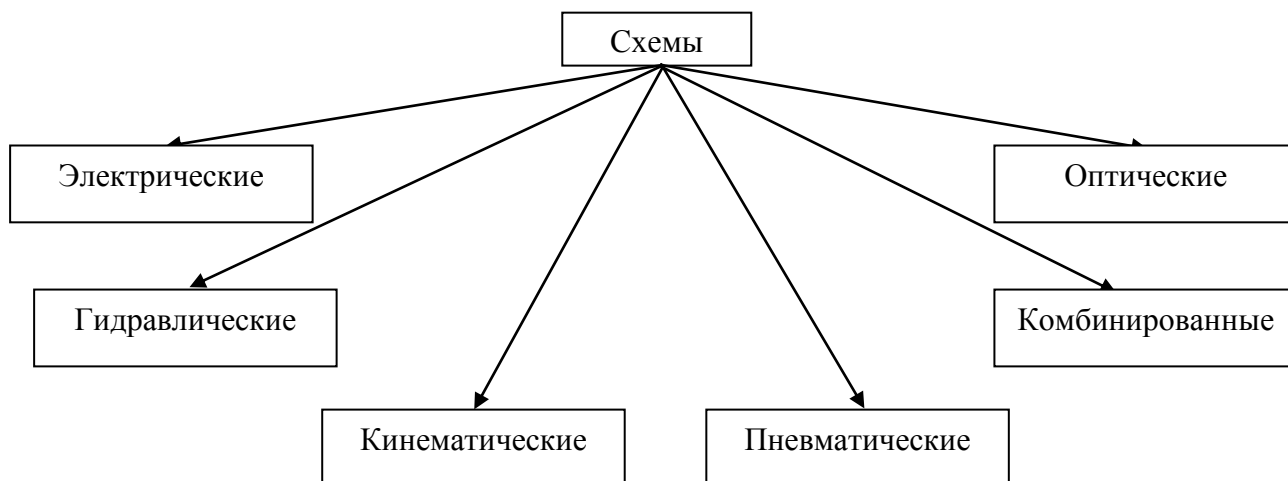 Схемы
Электрические
Оптические
Гидравлические
Комбинированные
Кинематические
Пневматические